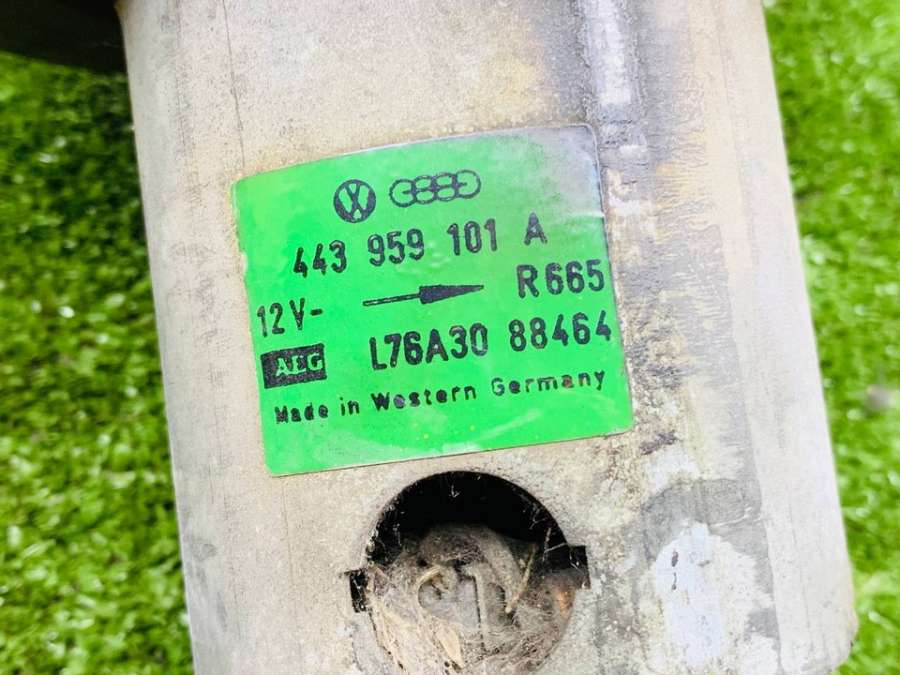 443 959 101 A
12V- R665
AEG L76A30 88464
Made in Western Germany